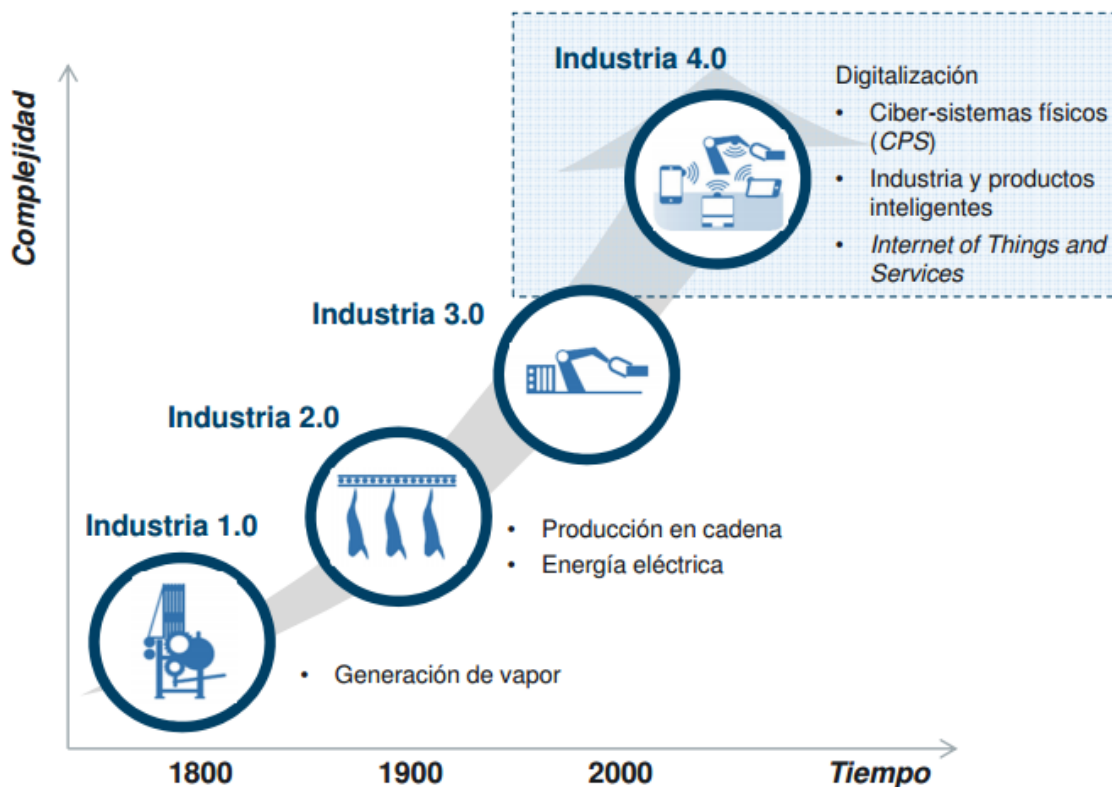 Industria 4.0
Digitalización
• Ciber-sistemas físicos
(CPS)
• Industria y productos
inteligentes
• Internet of Things and
Services
Complejidad
Industria 3.0
Industria 2.0
Industria 1.0
• Producción en cadena
• Energía eléctrica
• Generación de vapor
1800 1900 2000 Tiempo